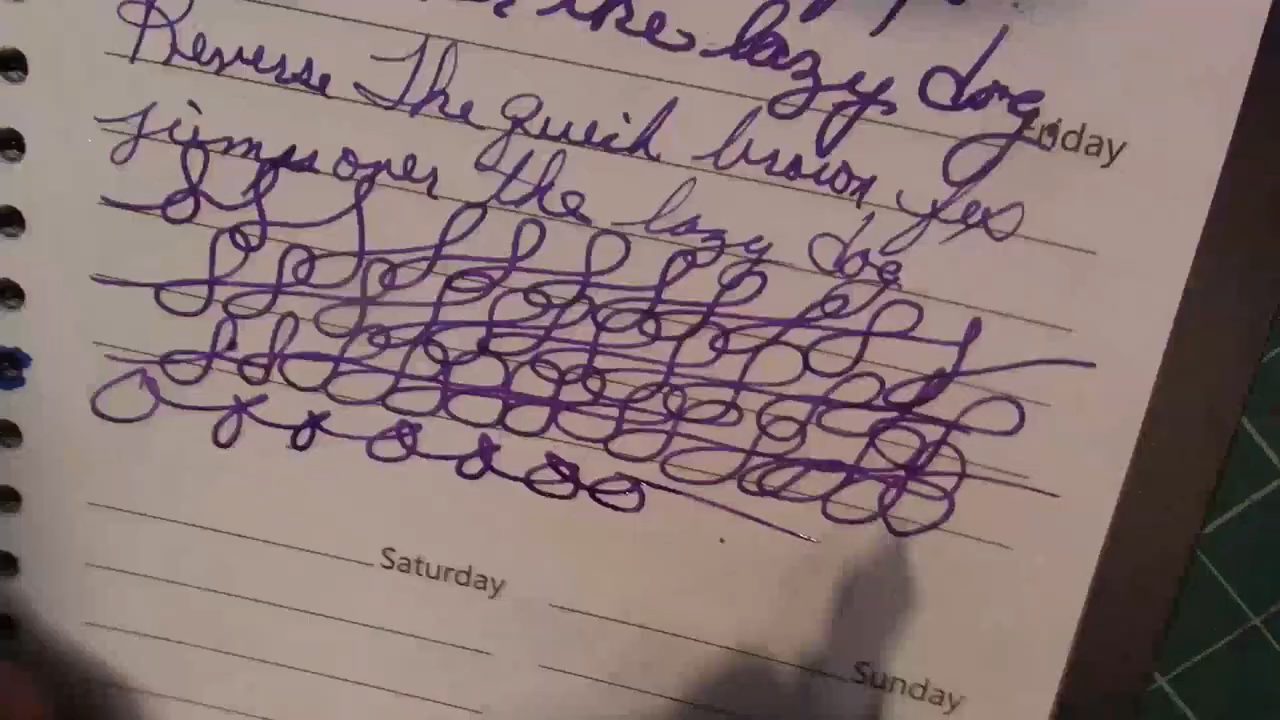 the lazy dog
Friday
Reverse The quick brown fox
jumps over the lazy dog
Saturday
Sunday